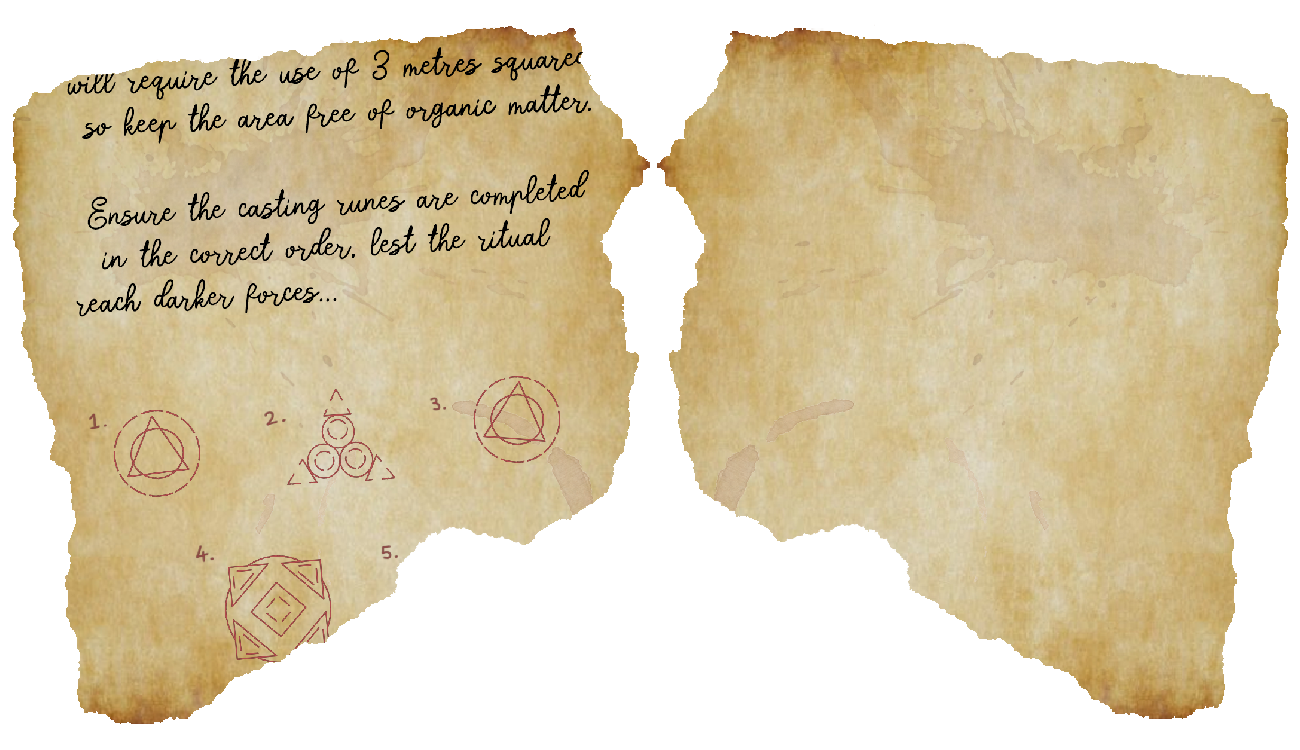 will require the use of 3 metres squared
so keep the area free of organic matter.
Ensure the casting runes are completed
in the correct order, lest the ritual
reach darker forces...
1.
2.
3.
4.
5.